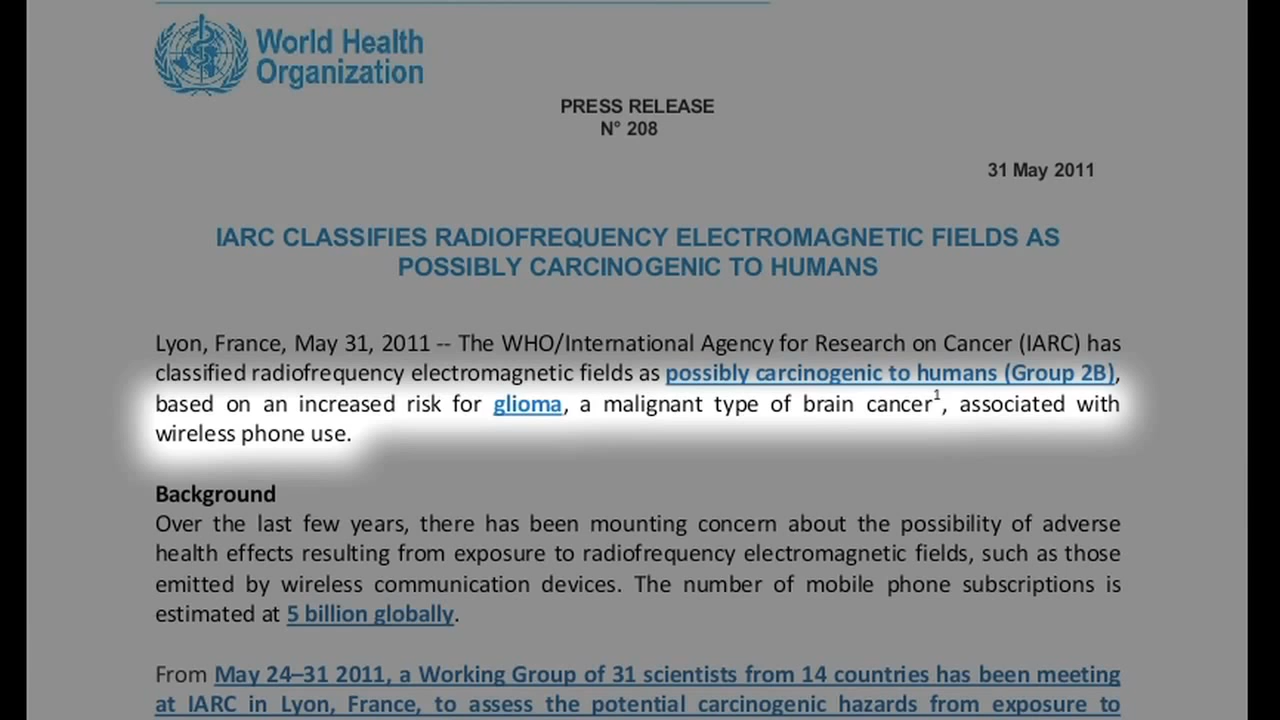 World Health
Organization
PRESS RELEASE
N° 208
31 May 2011
IARC CLASSIFIES RADIOFREQUENCY ELECTROMAGNETIC FIELDS AS
POSSIBLY CARCINOGENIC TO HUMANS
Lyon, France, May 31, 2011 -- The WHO/International Agency for Research on Cancer (IARC) has
classified radiofrequency electromagnetic fields as possibly carcinogenic to humans (Group 2B),
based on an increased risk for glioma, a malignant type of brain cancer¹, associated with
wireless phone use.
Background
Over the last few years, there has been mounting concern about the possibility of adverse
health effects resulting from exposure to radiofrequency electromagnetic fields, such as those
emitted by wireless communication devices. The number of mobile phone subscriptions is
estimated at 5 billion globally.
From May 24–31 2011, a Working Group of 31 scientists from 14 countries has been meeting
at IARC in Lyon, France, to assess the potential carcinogenic hazards from exposure to